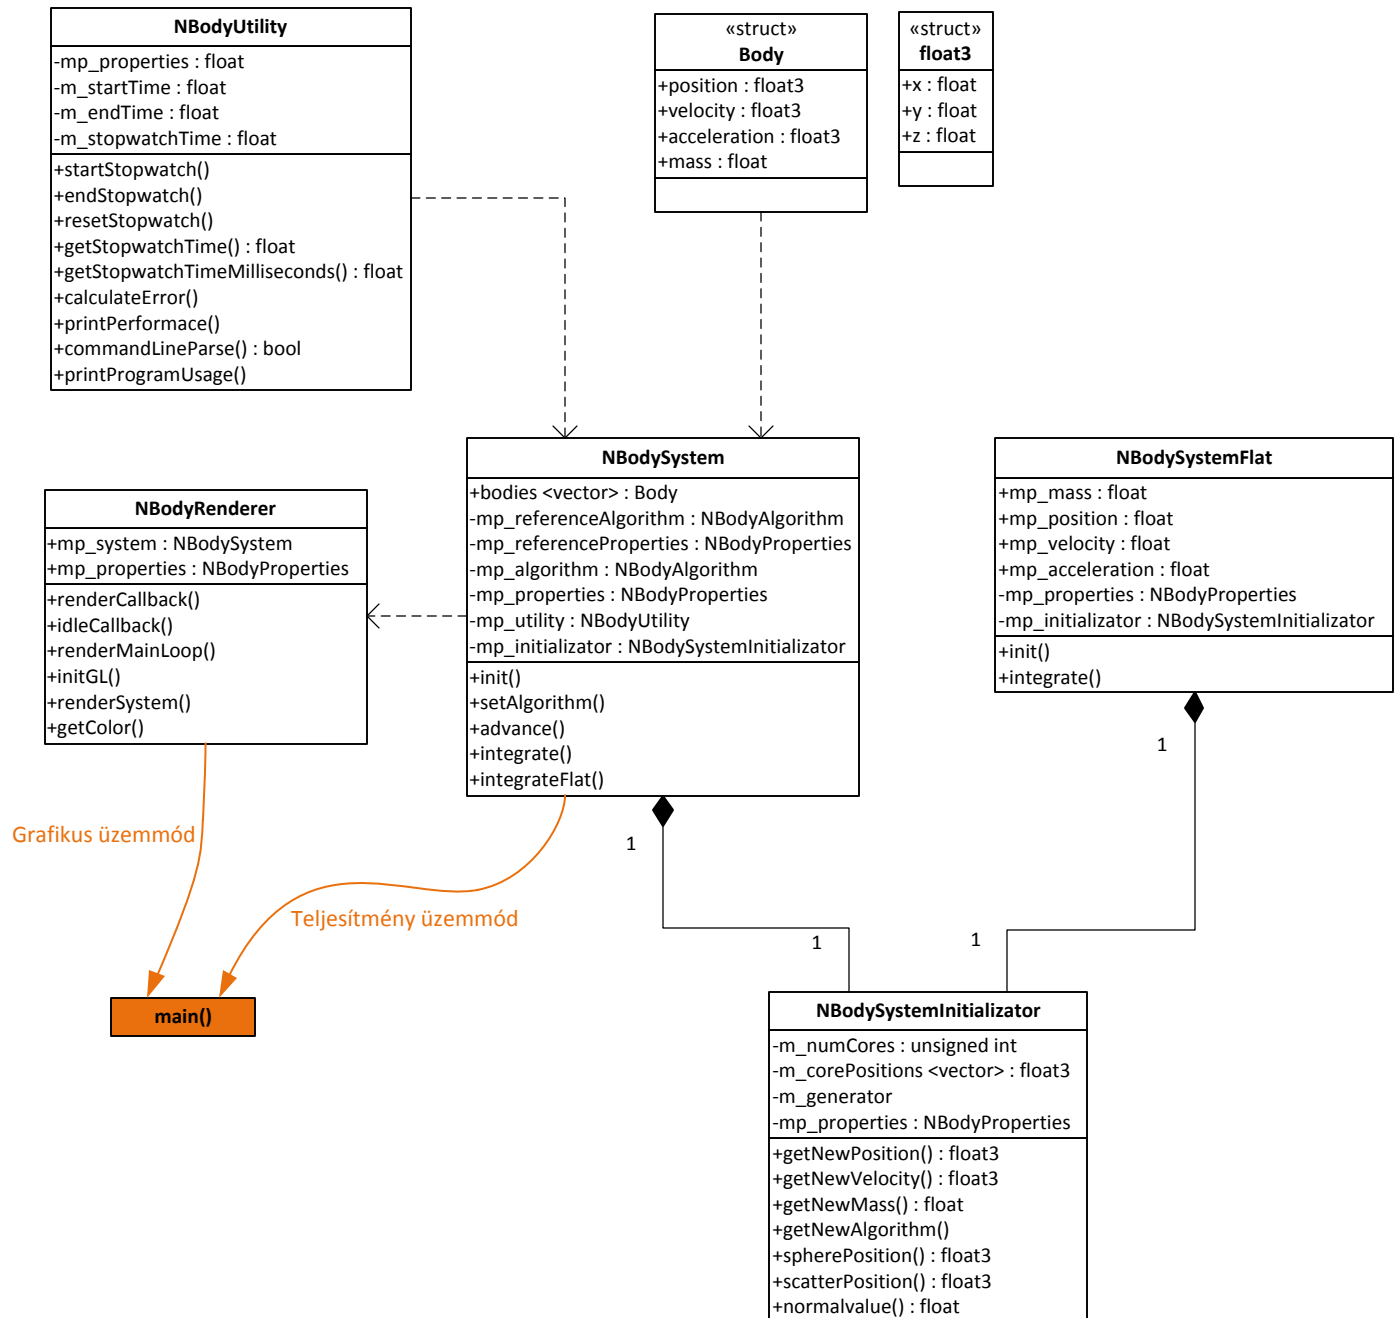 NBodyUtility
-mp_properties : float
-m_startTime : float
-m_endTime : float
-m_stopwatchTime : float
+startStopwatch()
+endStopwatch()
+resetStopwatch()
+getStopwatchTime() : float
+getStopwatchTimeMilliseconds() : float
+calculateError()
+printPerformace()
+commandLineParse() : bool
+printProgramUsage()
«struct»
Body
+position : float3
+velocity : float3
+acceleration : float3
+mass : float
«struct»
float3
+x : float
+y : float
+z : float
NBodyRenderer
+mp_system : NBodySystem
+mp_properties : NBodyProperties
+renderCallback()
+idleCallback()
+renderMainLoop()
+initGL()
+renderSystem()
+getColor()
NBodySystem
+bodies <vector> : Body
-mp_referenceAlgorithm : NBodyAlgorithm
-mp_referenceProperties : NBodyProperties
-mp_algorithm : NBodyAlgorithm
-mp_properties : NBodyProperties
-mp_utility : NBodyUtility
-mp_initializator : NBodySystemInitializator
+init()
+setAlgorithm()
+advance()
+integrate()
+integrateFlat()
NBodySystemFlat
+mp_mass : float
+mp_position : float
+mp_velocity : float
+mp_acceleration : float
-mp_properties : NBodyProperties
-mp_initializator : NBodySystemInitializator
+init()
+integrate()
1
1
Grafikus üzemmód
Teljesítmény üzemmód
1
1
main()
NBodySystemInitializator
-m_numCores : unsigned int
-m_corePositions <vector> : float3
-m_generator
-mp_properties : NBodyProperties
+getNewPosition() : float3
+getNewVelocity() : float3
+getNewMass() : float
+getNewAlgorithm()
+spherePosition() : float3
+scatterPosition() : float3
+normalvalue() : float